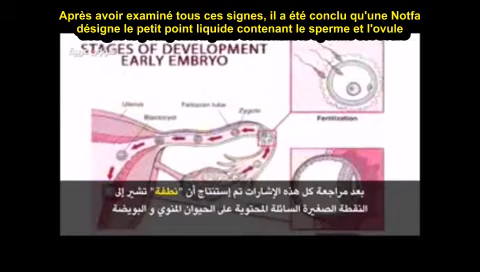 Après avoir examiné tous ces signes, il a été conclu qu'une Notfa
désigne le petit point liquide contenant le sperme et l'ovule
STAGES OF DEVELOPMENT
EARLY EMBRYO
Uterus
Fallopian tube
Blastocyst
Zygote
Fertilization
بعد مراجعة كل هذه الإشارات تم إستنتاج أن "نطفة" تشير إلى
النقطة الصغيرة السائلة المحتوية على الحيوان المنوي و البويضة